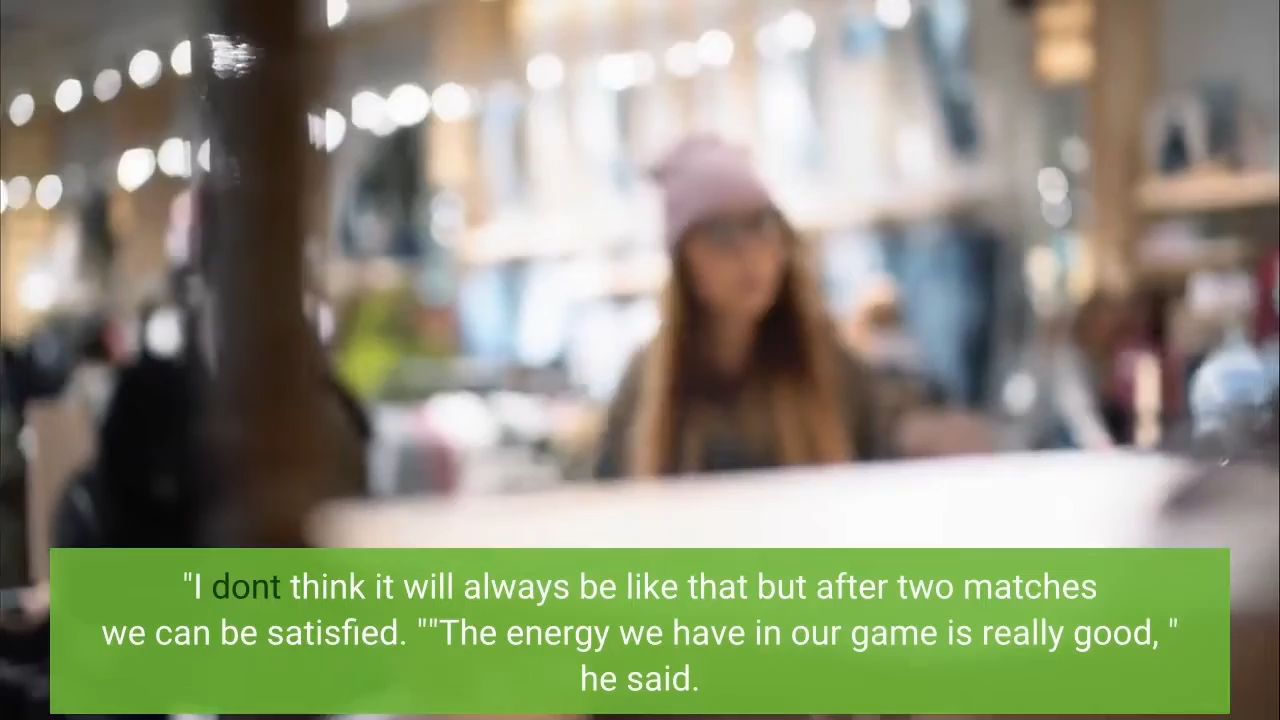 "I dont think it will always be like that but after two matches
we can be satisfied. ""The energy we have in our game is really good, "
he said.